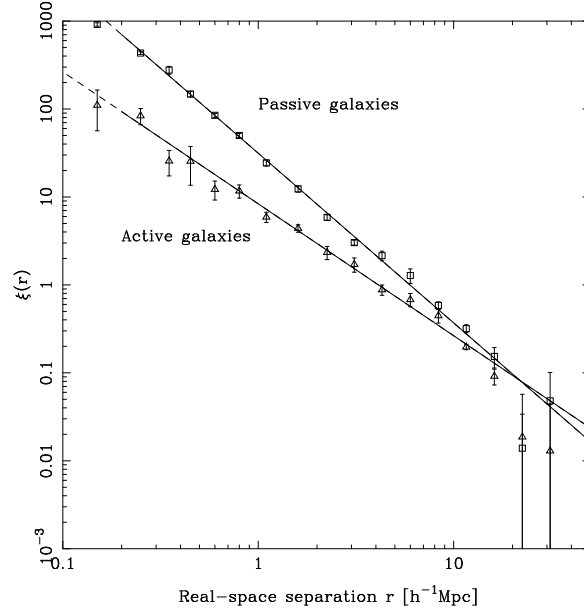 1000
100
10
1
0.1
0.01
10⁻³
ξ(r)
Passive galaxies
Active galaxies
0.1 1 10
Real-space separation r [h⁻¹Mpc]